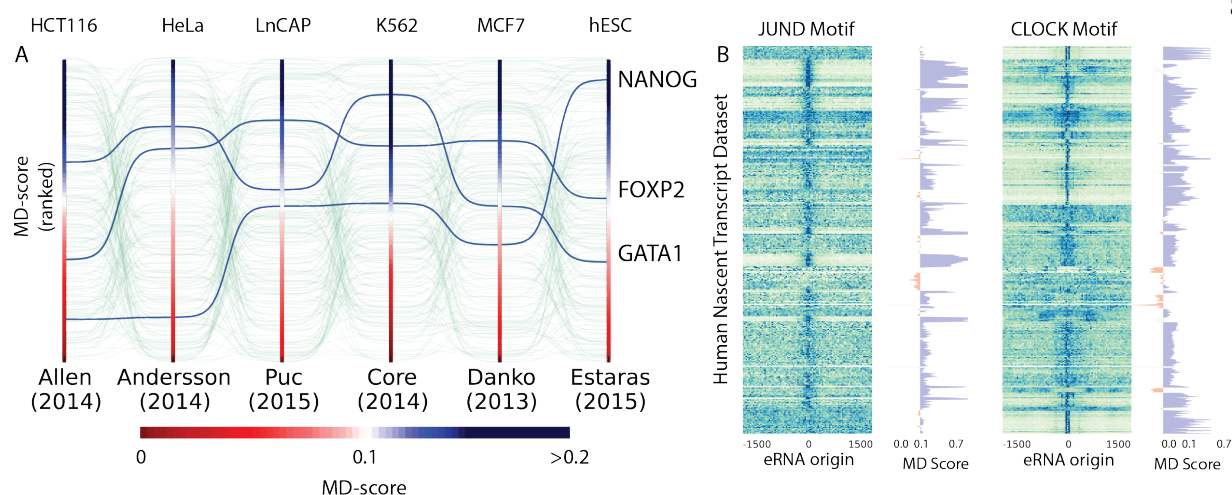 HCT116 HeLa LnCAP K562 MCF7 hESC
A
MD-score
(ranked)
NANOG
FOXP2
GATA1
Allen Andersson Puc Core Danko Estaras
(2014) (2014) (2015) (2014) (2013) (2015)
0 0.1 >0.2
MD-score
JUND Motif CLOCK Motif
B
Human Nascent Transcript Dataset
-1500 0 1500 0.0 0.1 0.7 -1500 0 1500 0.0 0.1 0.7
eRNA origin MD Score eRNA origin MD Score